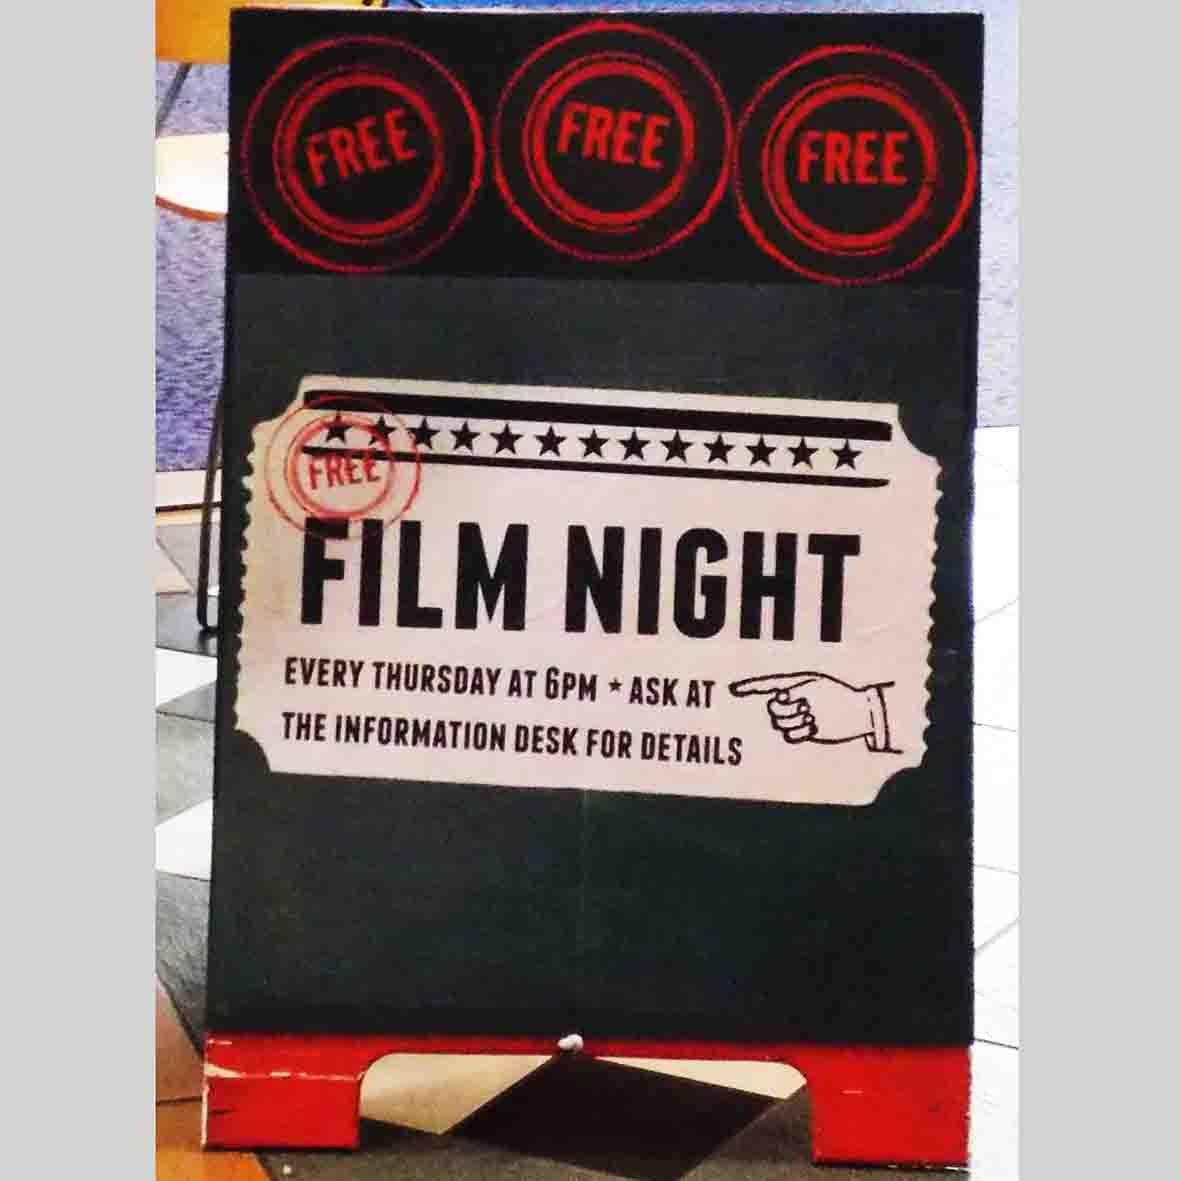 FREE FREE FREE
FREE
FILM NIGHT
EVERY THURSDAY AT 6PM ★ ASK AT
THE INFORMATION DESK FOR DETAILS